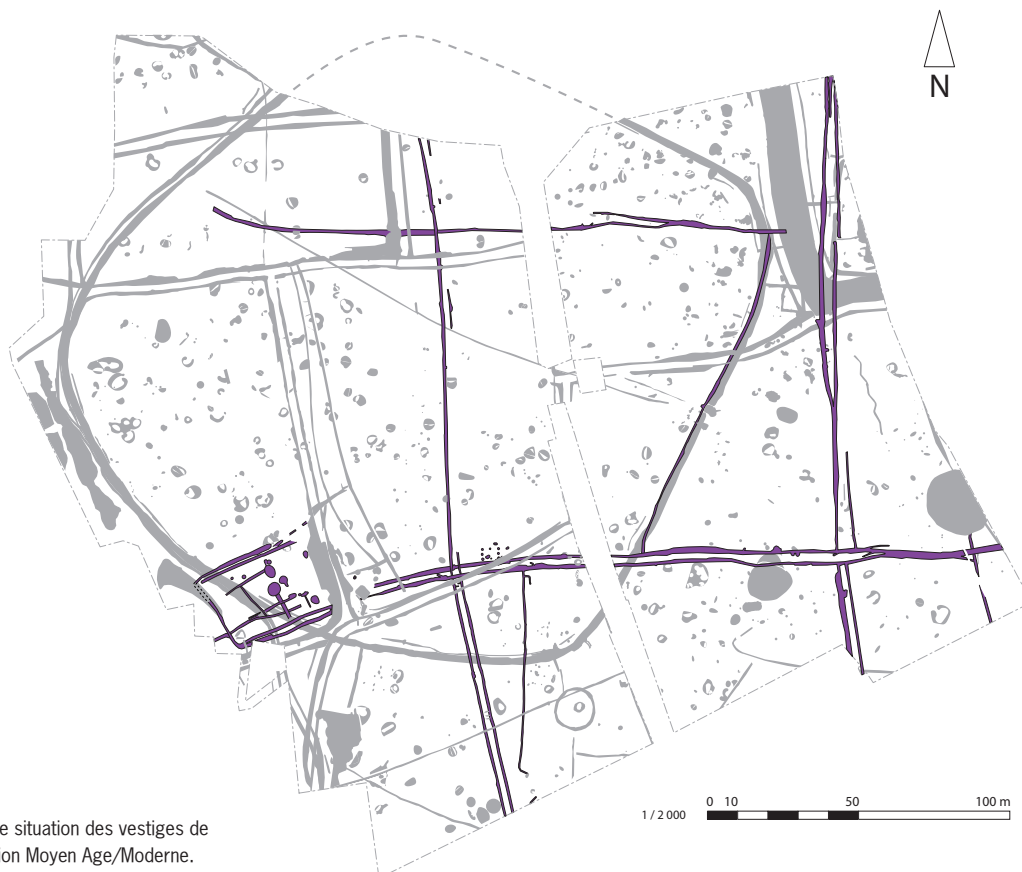 N
1 / 2 000 0 10 50 100 m
e situation des vestiges de
ion Moyen Age/Moderne.